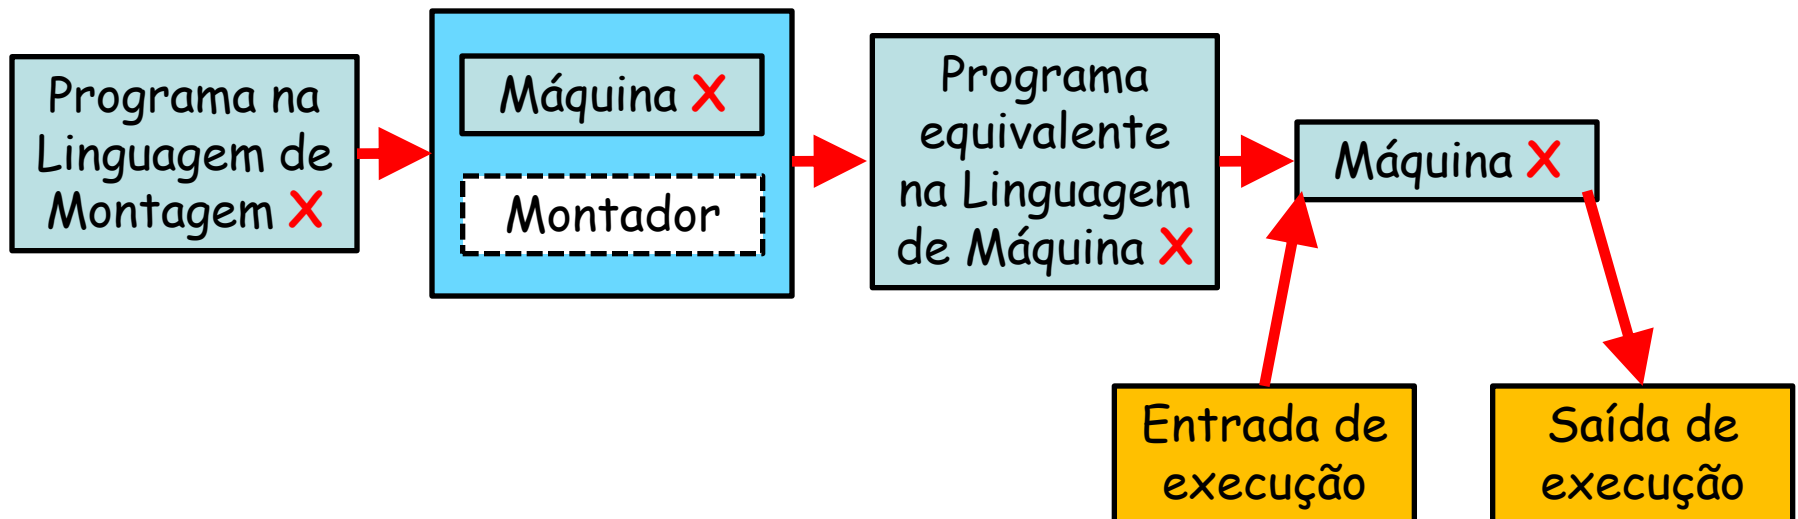 Programa na
Linguagem de
Montagem X
Máquina X
Montador
Programa
equivalente
na Linguagem
de Máquina X
Máquina X
Entrada de
execução
Saída de
execução